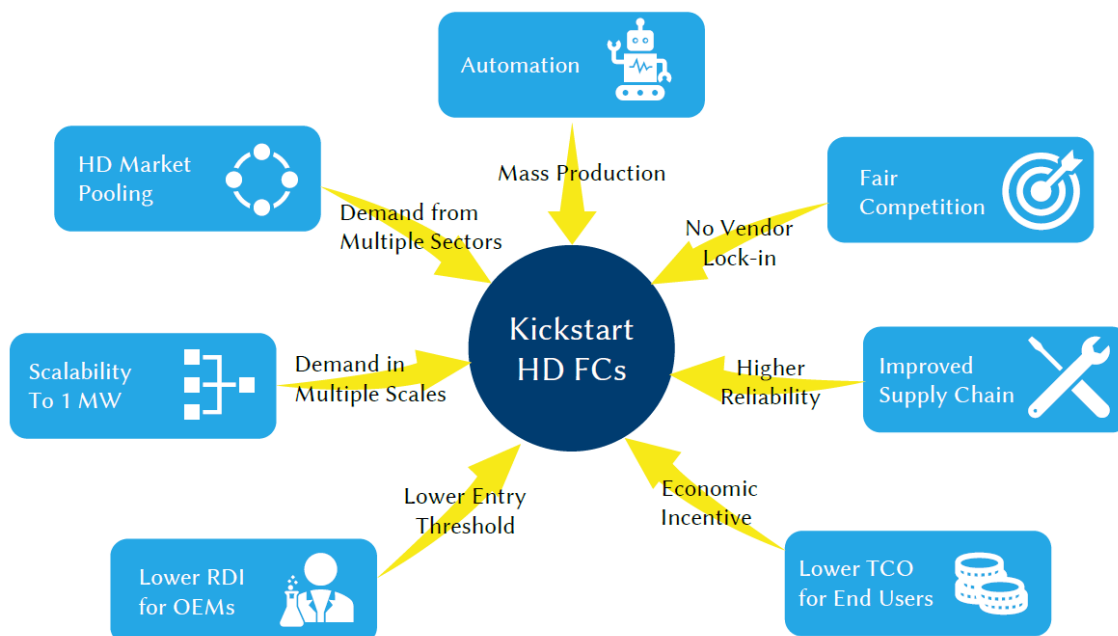 Automation
Mass Production
HD Market
Pooling
Demand from
Multiple Sectors
Fair
Competition
No Vendor
Lock-in
Kickstart
HD FCs
Scalability
To 1 MW
Demand in
Multiple Scales
Higher
Reliability
Improved
Supply Chain
Lower Entry
Threshold
Economic
Incentive
Lower RDI
for OEMs
Lower TCO
for End Users